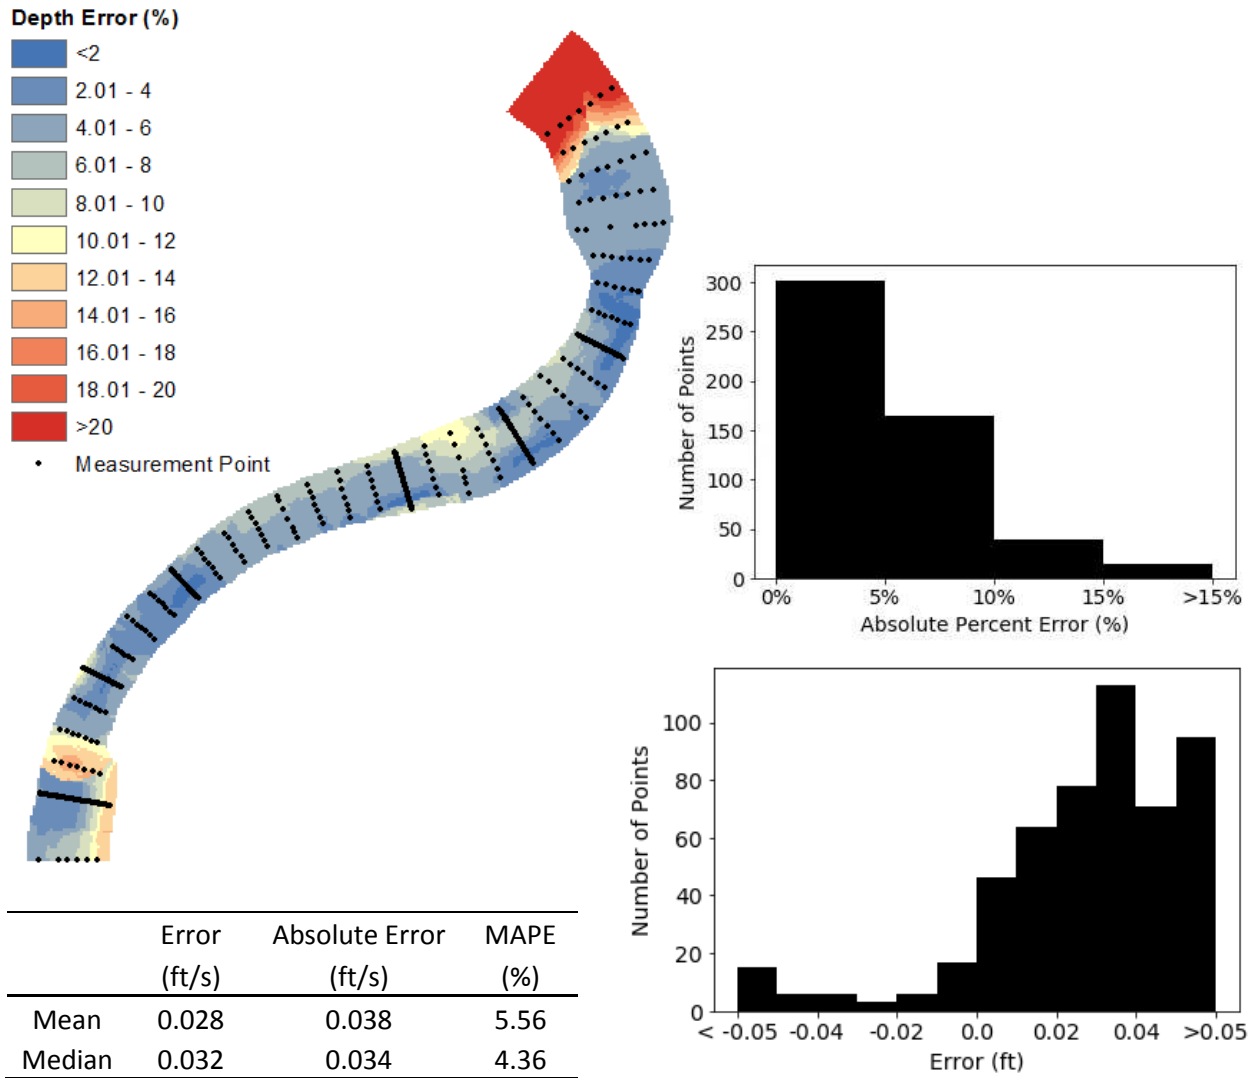 Depth Error (%)
<2
2.01 - 4
4.01 - 6
6.01 - 8
8.01 - 10
10.01 - 12
12.01 - 14
14.01 - 16
16.01 - 18
18.01 - 20
>20
Measurement Point
300
250
200
150
100
50
0
Number of Points
0% 5% 10% 15% >15%
Absolute Percent Error (%)
100
80
60
40
20
0
Number of Points
< -0.05 -0.04 -0.02 0.0 0.02 0.04 >0.05
Error (ft)
Error Absolute Error MAPE
(ft/s) (ft/s) (%)
Mean 0.028 0.038 5.56
Median 0.032 0.034 4.36